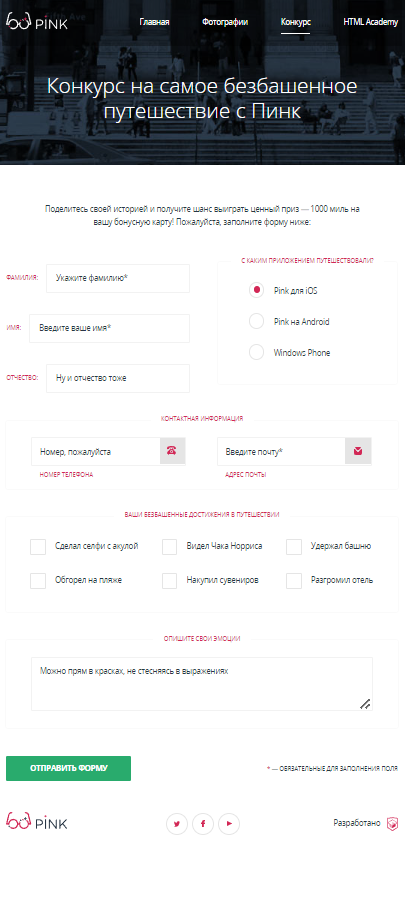 PINK
Главная
Фотографии
Конкурс
HTML Academy
Конкурс на самое безбашенное
путешествие с Пинк
Поделитесь своей историей и получите шанс выиграть ценный приз — 1000 миль на
вашу бонусную карту! Пожалуйста, заполните форму ниже:
ФАМИЛИЯ:
Укажите фамилию*
ИМЯ:
Введите ваше имя*
ОТЧЕСТВО:
Ну и отчество тоже
С КАКИМ ПРИЛОЖЕНИЕМ ПУТЕШЕСТВОВАЛИ?
Pink для iOS
Pink на Android
Windows Phone
КОНТАКТНАЯ ИНФОРМАЦИЯ
Номер, пожалуйста
Введите почту*
НОМЕР ТЕЛЕФОНА
АДРЕС ПОЧТЫ
ВАШИ БЕЗБАШЕННЫЕ ДОСТИЖЕНИЯ В ПУТЕШЕСТВИИ
Сделал селфи с акулой
Видел Чака Норриса
Удержал башню
Обгорел на пляже
Накупил сувениров
Разгромил отель
ОПИШИТЕ СВОИ ЭМОЦИИ
Можно прям в красках, не стесняясь в выражениях
ОТПРАВИТЬ ФОРМУ
* — ОБЯЗАТЕЛЬНЫЕ ДЛЯ ЗАПОЛНЕНИЯ ПОЛЯ
PINK
Разработано